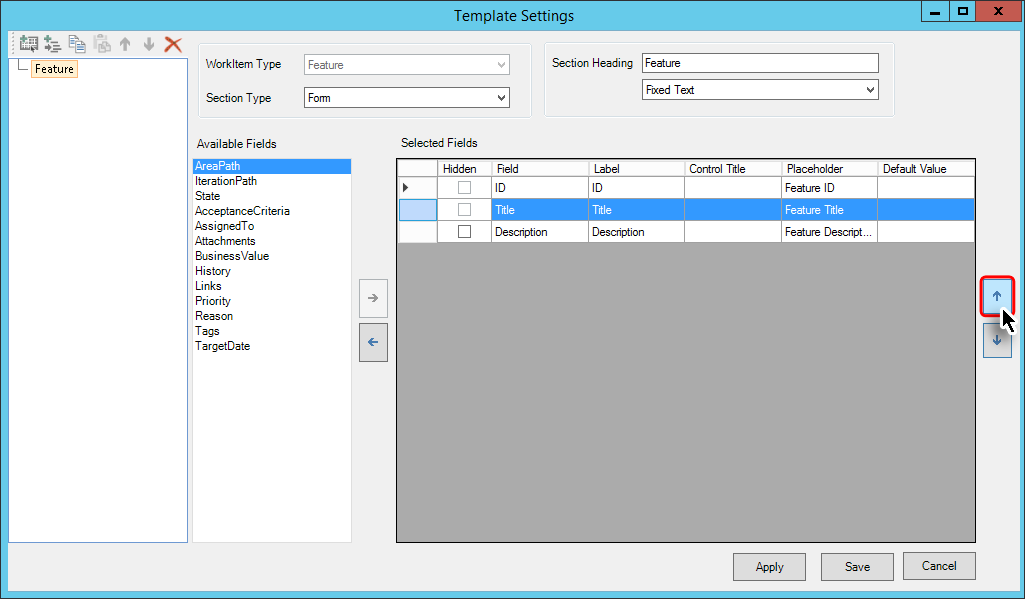 Template Settings
Feature
WorkItem Type
Feature
Section Type
Form
Section Heading
Feature
Fixed Text
Available Fields
AreaPath
IterationPath
State
AcceptanceCriteria
AssignedTo
Attachments
BusinessValue
History
Links
Priority
Reason
Tags
TargetDate
Selected Fields
Hidden Field Label Control Title Placeholder Default Value
ID ID Feature ID
Title Title Feature Title
Description Description Feature Descript...
Apply Save Cancel